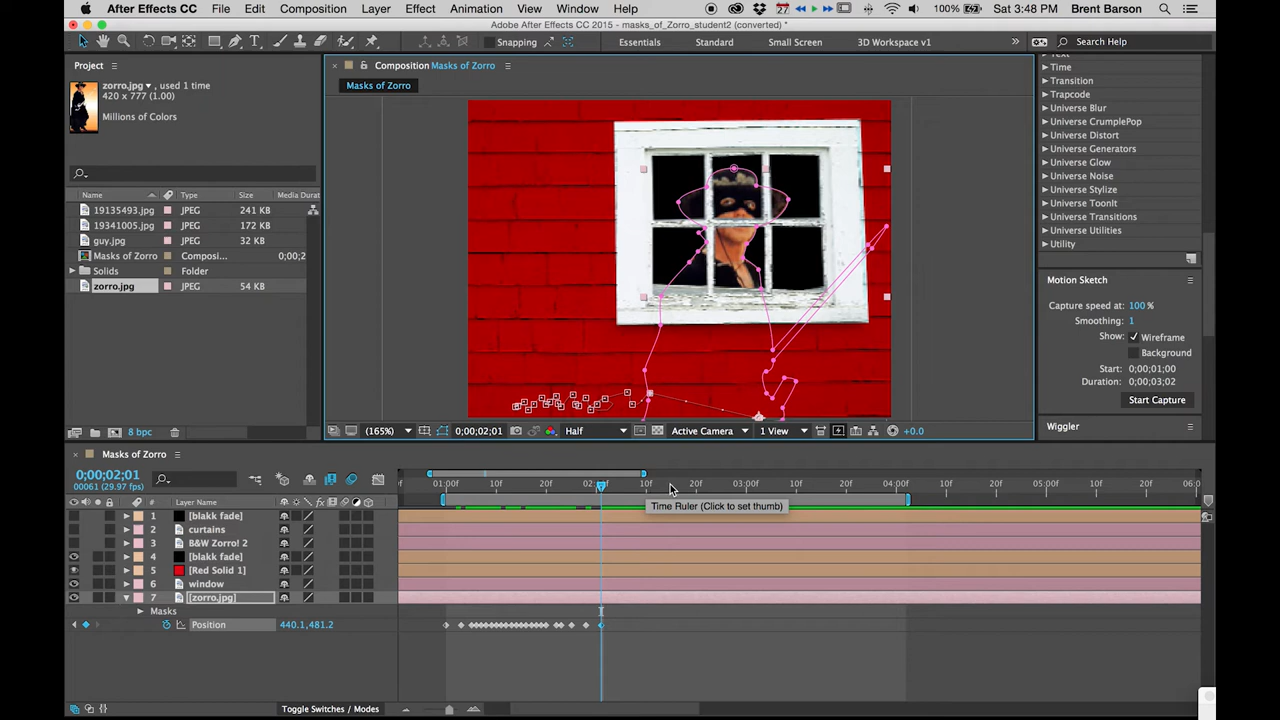 After Effects CC File Edit Composition Layer Effect Animation View Window Help 27 100% Sat 3:48 PM Brent Barson
Adobe After Effects CC 2015 - masks_of_Zorro_student2 (converted) *
Snapping Essentials Standard Small Screen 3D Workspace v1 Search Help
Project
zorro.jpg, used 1 time
420 x 777 (1.00)
Millions of Colors
Name Type Size Media Dura
19135493.jpg JPEG 241 KB
19341005.jpg JPEG 172 KB
guy.jpg JPEG 32 KB
Masks of Zorro Composi... 0;00;2
Solids Folder
zorro.jpg JPEG 54 KB
8 bpc
Composition Masks of Zorro
Masks of Zorro
(165%) 0;00;02;01 Half Active Camera 1 View +0.0
Text
Time
Transition
Trapcode
Universe Blur
Universe CrumplePop
Universe Distort
Universe Generators
Universe Glow
Universe Noise
Universe Stylize
Universe ToonIt
Universe Transitions
Universe Utilities
Utility
Motion Sketch
Capture speed at: 100 %
Smoothing: 1
Show: Wireframe
Background
Start: 0;00;01;00
Duration: 0;00;03;02
Start Capture
Wiggler
Masks of Zorro
0;00;02;01
00061 (29.97 fps)
f 01:00f 10f 20f 02:0 10f 20f 03:00f 10f 20f 04:00f 10f 20f 05:00f 10f 20f 06:0
Time Ruler (Click to set thumb)
# Layer Name fx
1 [blakk fade]
2 curtains
3 B&W Zorro! 2
4 [blakk fade]
5 [Red Solid 1]
6 window
7 [zorro.jpg]
Masks
Position 440.1,481.2
Toggle Switches / Modes